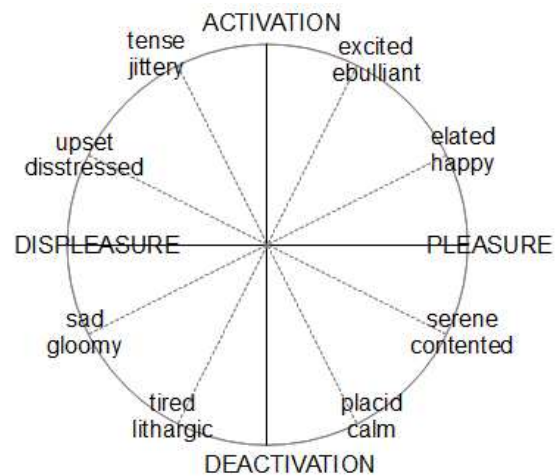 ACTIVATION
tense
jittery
excited
ebulliant
upset
disstressed
elated
happy
DISPLEASURE
PLEASURE
sad
gloomy
serene
contented
tired
lithargic
placid
calm
DEACTIVATION